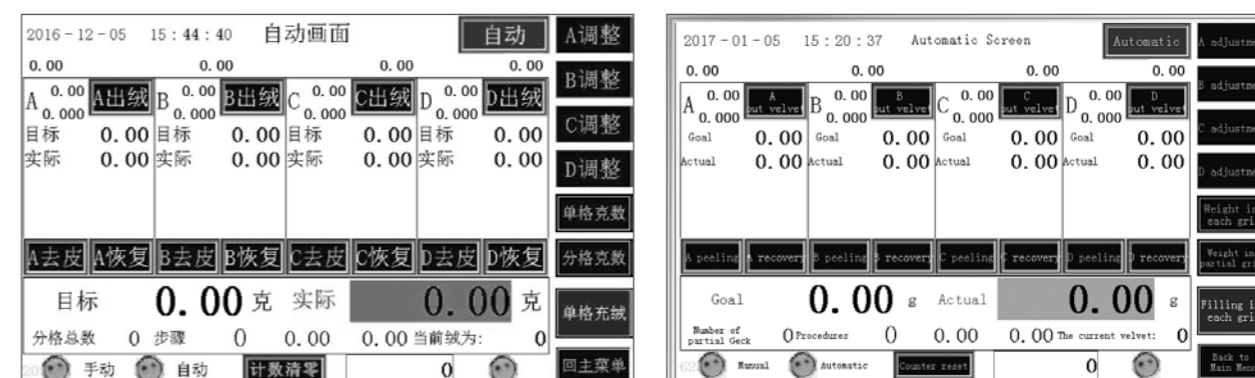 2016-12-05 15:44:40 自动画面 自动 A调整
0.00 0.00 0.00 0.00
B调整
A 0.00 A出绒 B 0.00 B出绒 C 0.00 C出绒 D 0.00 D出绒
0.000 0.000 0.000 0.000
目标 0.00 目标 0.00 目标 0.00 目标 0.00 C调整
实际 0.00 实际 0.00 实际 0.00 实际 0.00 D调整
单格克数
A去皮 A恢复 B去皮 B恢复 C去皮 C恢复 D去皮 D恢复 分格克数
目标 0.00 克 实际 0.00 克 单格充绒
分格总数 0 步骤 0 0.00 0.00 当前绒为: 0
手动 自动 计数清零 0 回主菜单
2017-01-05 15:20:37 Automatic Screen Automatic A adjustme
0.00 0.00 0.00 0.00
B adjustme
A 0.00 A B 0.00 B C 0.00 C D 0.00 D
0.000 out velvet 0.000 out velvet 0.000 out velvet 0.000 out velvet
Goal 0.00 Goal 0.00 Goal 0.00 Goal 0.00 C adjustme
Actual 0.00 Actual 0.00 Actual 0.00 Actual 0.00 D adjustme
Weight in
each gri
A peeling A recovery B peeling B recovery C peeling C recovery D peeling D recovery Weight in
partial gri
Goal 0.00 g Actual 0.00 g Filling i
each gri
Number of
partial Geck 0 Procedures 0 0.00 0.00 The current velvet: 0
Manual Automatic Counter reset 0 Back to
Main Menu